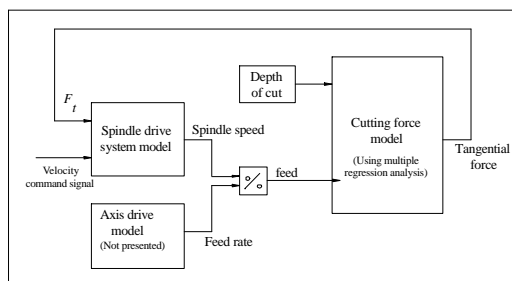 F
t
Spindle drive
system model
Velocity
command signal
Spindle speed
Axis drive
model
(Not presented)
Feed rate
%
feed
Depth
of cut
Cutting force
model
(Using multiple
regression analysis)
Tangential
force